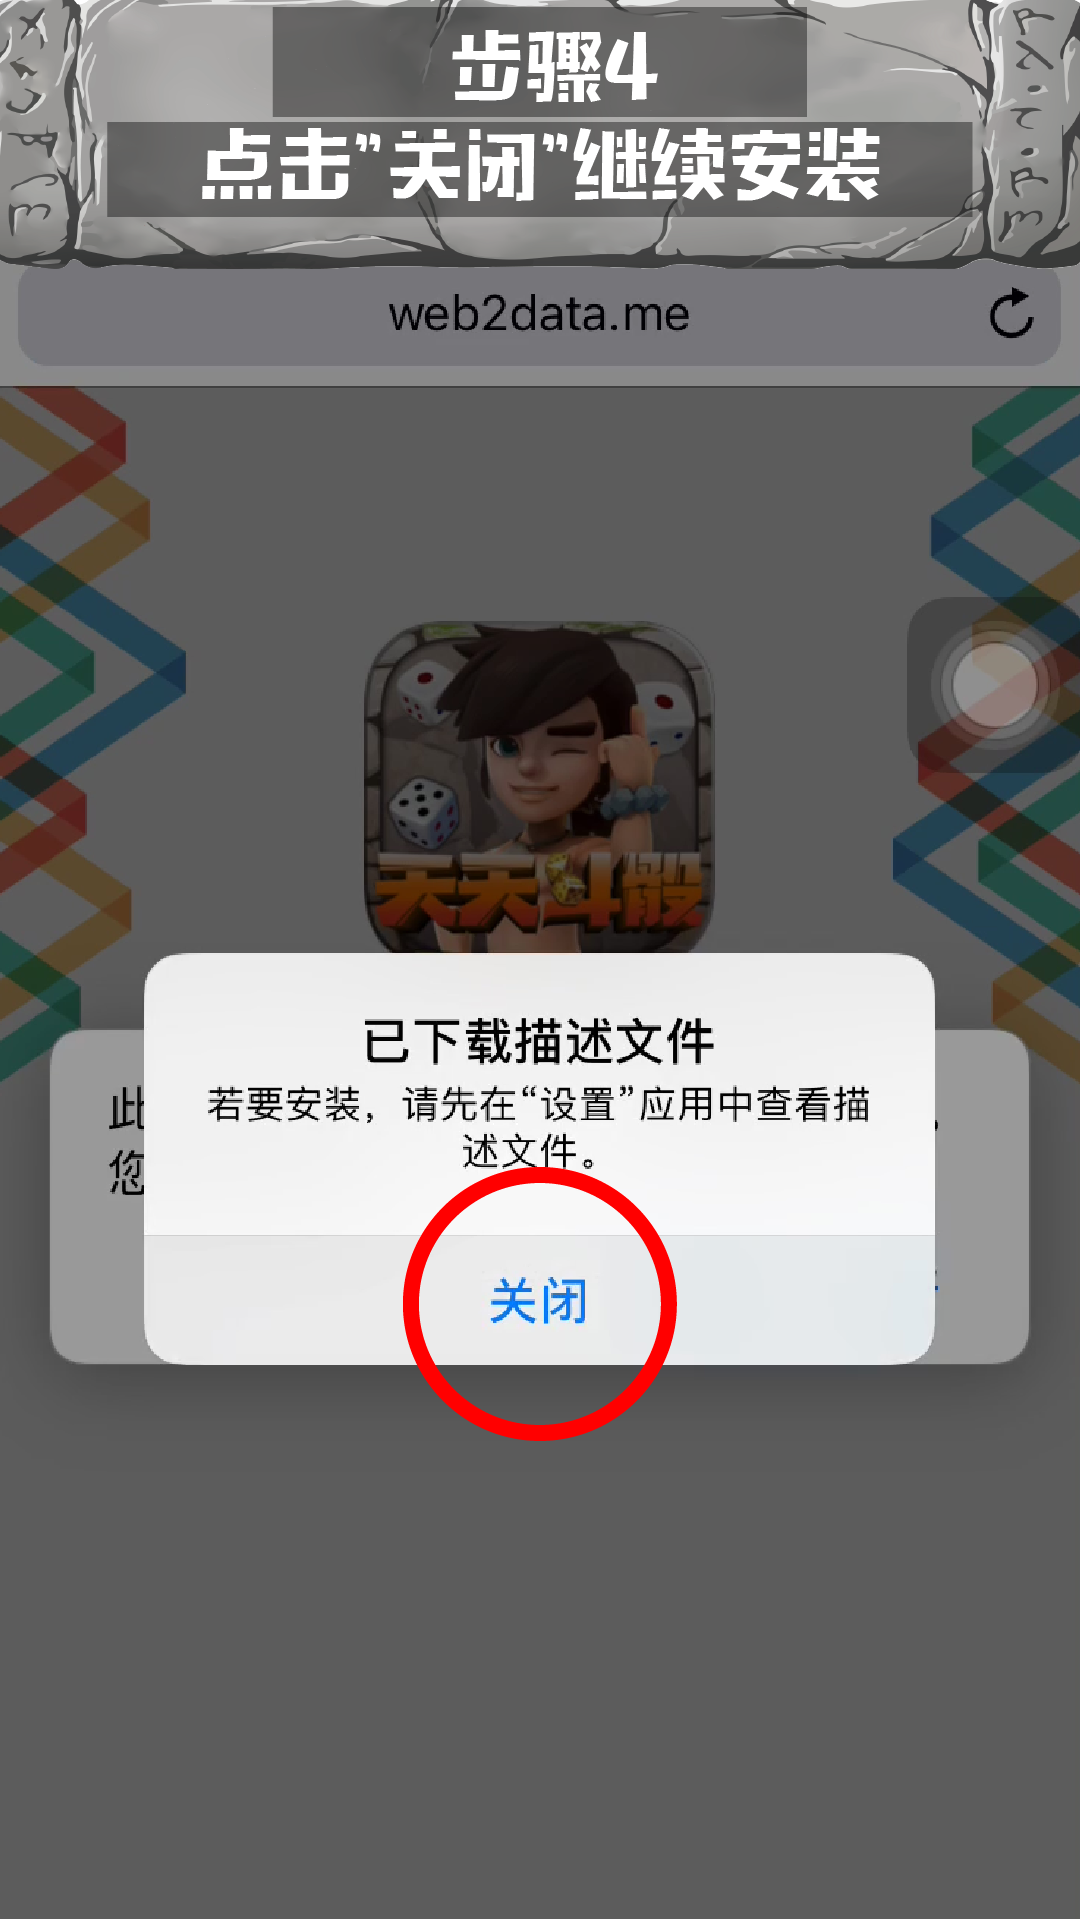 步骤4
点击”关闭”继续安装
web2data.me
天天斗骰
已下载描述文件
若要安装，请先在“设置”应用中查看描
述文件。
此
您
关闭